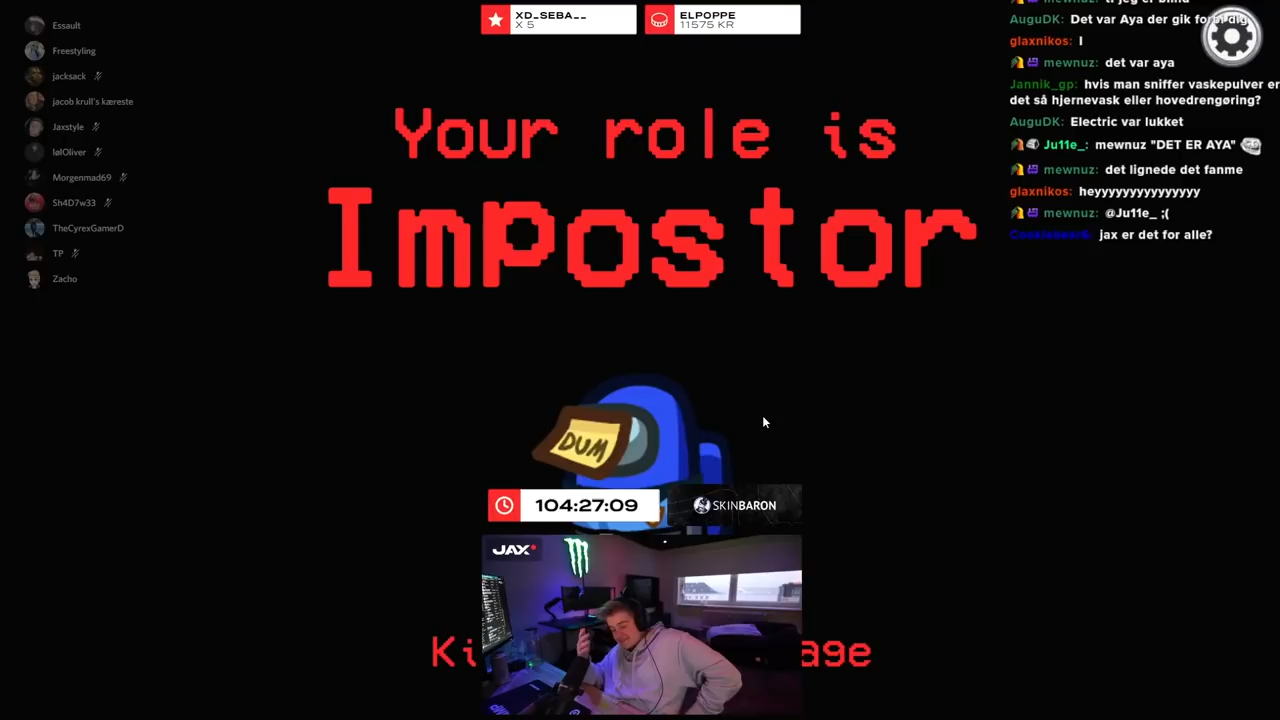 Essault
Freestyling
jacksack
jacob krull's kæreste
Jaxstyle
lølOliver
Morgenmad69
Sh4D7w33
TheCyrexGamerD
TP
Zacho
XD_SEBA__
X 5
ELPOPPE
11575 KR
Your role is
Impostor
DUM
104:27:09
SKINBARON
JAX
AuguDK: Det var Aya der gik forbi dig
glaxnikos: I
mewnuz: det var aya
Jannik_gp: hvis man sniffer vaskepulver er
det så hjernevask eller hovedrengøring?
AuguDK: Electric var lukket
Ju11e_: mewnuz "DET ER AYA"
mewnuz: det lignede det fanme
glaxnikos: heyyyyyyyyyyyyyy
mewnuz: @Ju11e_ ;(
jax er det for alle?